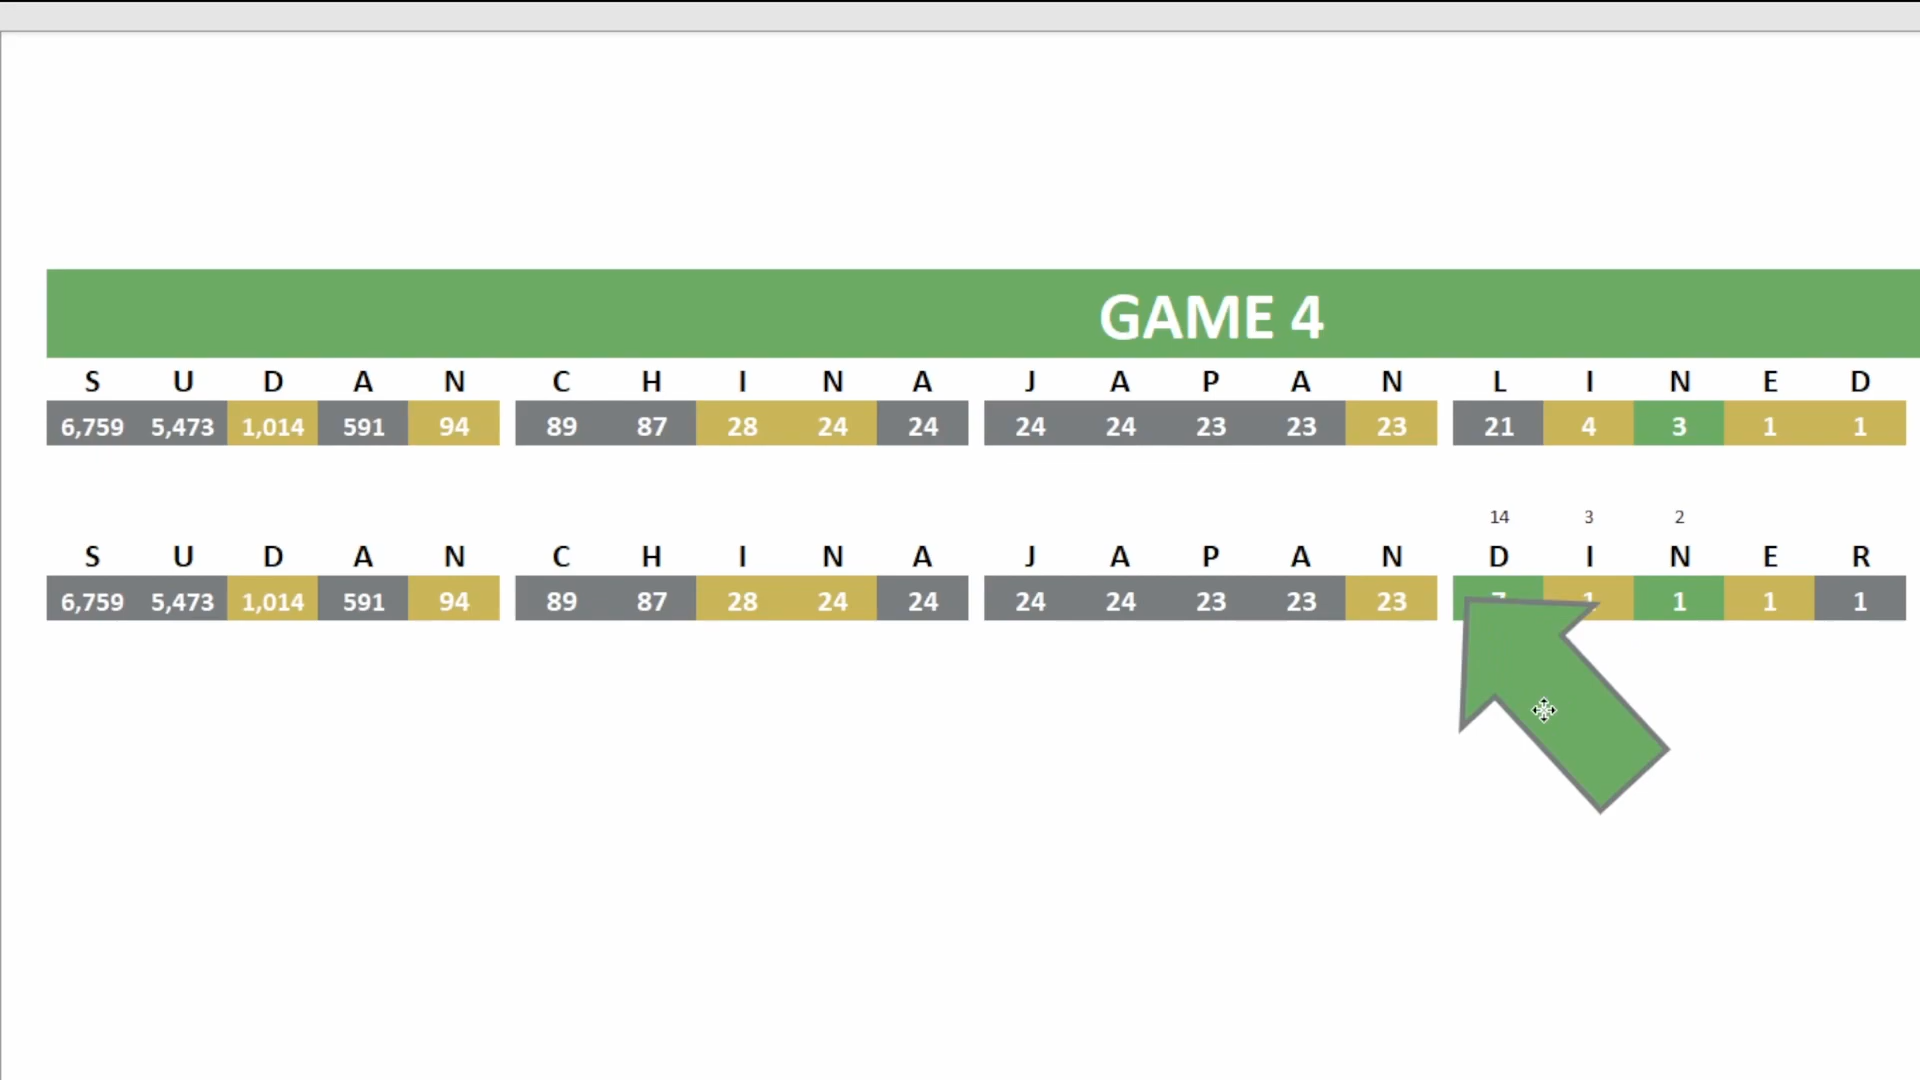 GAME 4
S U D A N C H I N A J A P A N L I N E D
6,759 5,473 1,014 591 94 89 87 28 24 24 24 24 23 23 23 21 4 3 1 1
14 3 2
S U D A N C H I N A J A P A N D I N E R
6,759 5,473 1,014 591 94 89 87 28 24 24 24 24 23 23 23 1 1 1